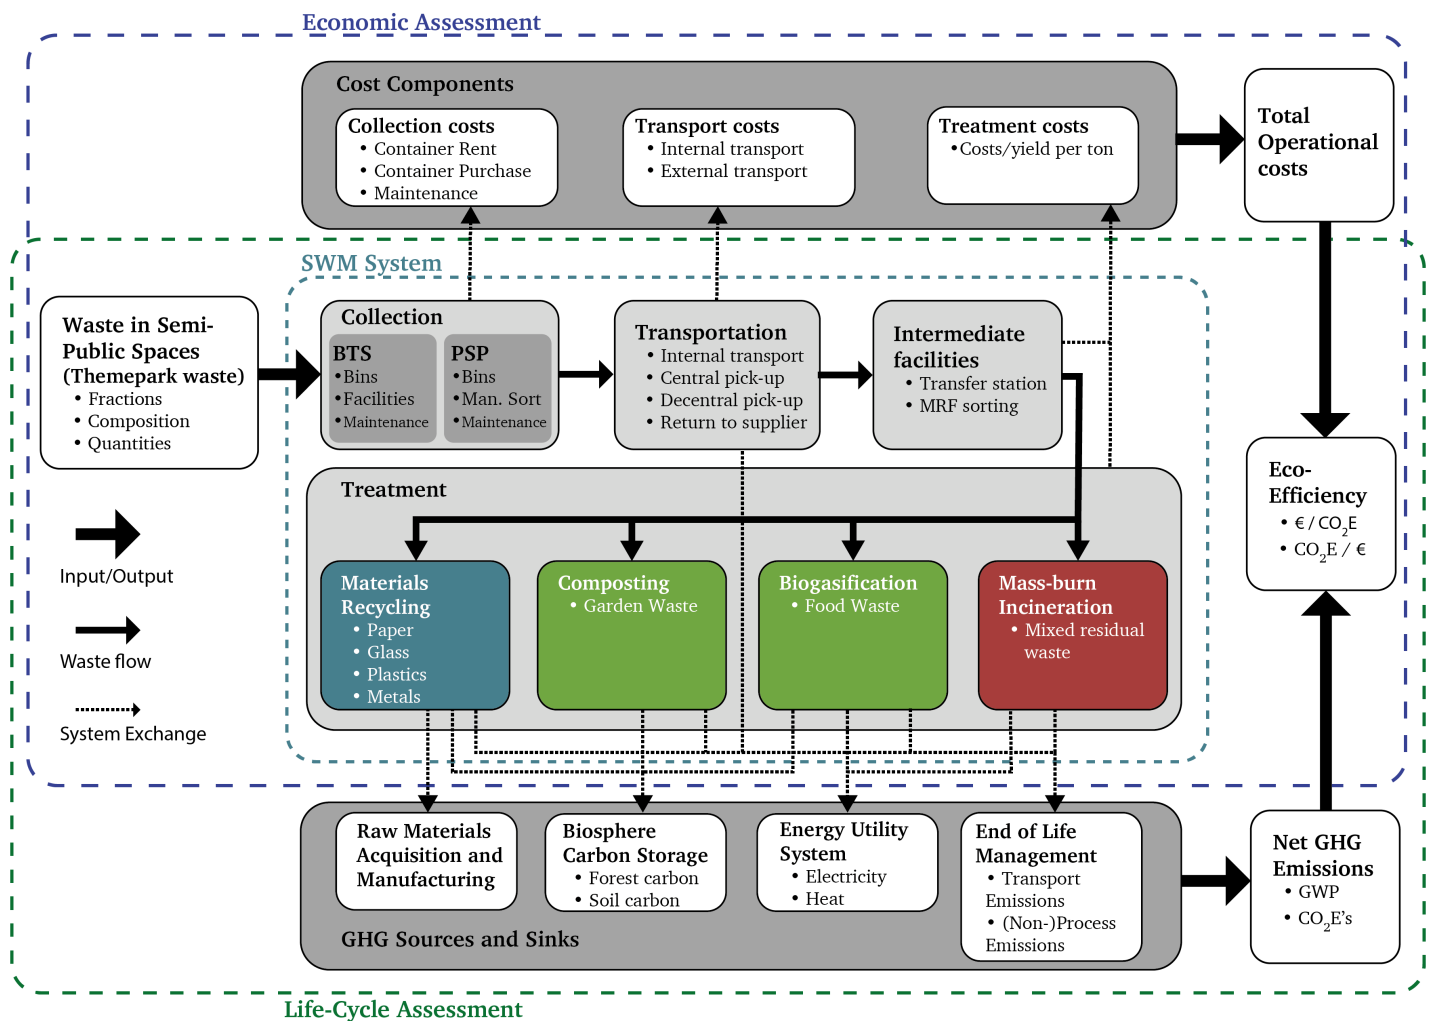 Economic Assessment
Cost Components
Collection costs
• Container Rent
• Container Purchase
• Maintenance
Transport costs
• Internal transport
• External transport
Treatment costs
•Costs/yield per ton
Total
Operational
costs
SWM System
Waste in Semi-
Public Spaces
(Themepark waste)
• Fractions
• Composition
• Quantities
Collection
BTS
•Bins
•Facilities
•Maintenance
PSP
•Bins
•Man. Sort
•Maintenance
Transportation
• Internal transport
• Central pick-up
• Decentral pick-up
• Return to supplier
Intermediate
facilities
• Transfer station
• MRF sorting
Eco-
Efficiency
• € / CO2E
• CO2E / €
Input/Output
Waste flow
System Exchange
Treatment
Materials
Recycling
• Paper
• Glass
• Plastics
• Metals
Composting
• Garden Waste
Biogasification
• Food Waste
Mass-burn
Incineration
• Mixed residual
waste
Raw Materials
Acquisition and
Manufacturing
Biosphere
Carbon Storage
• Forest carbon
• Soil carbon
Energy Utility
System
• Electricity
• Heat
End of Life
Management
• Transport
Emissions
• (Non-)Process
Emissions
GHG Sources and Sinks
Net GHG
Emissions
• GWP
• CO2E's
Life-Cycle Assessment